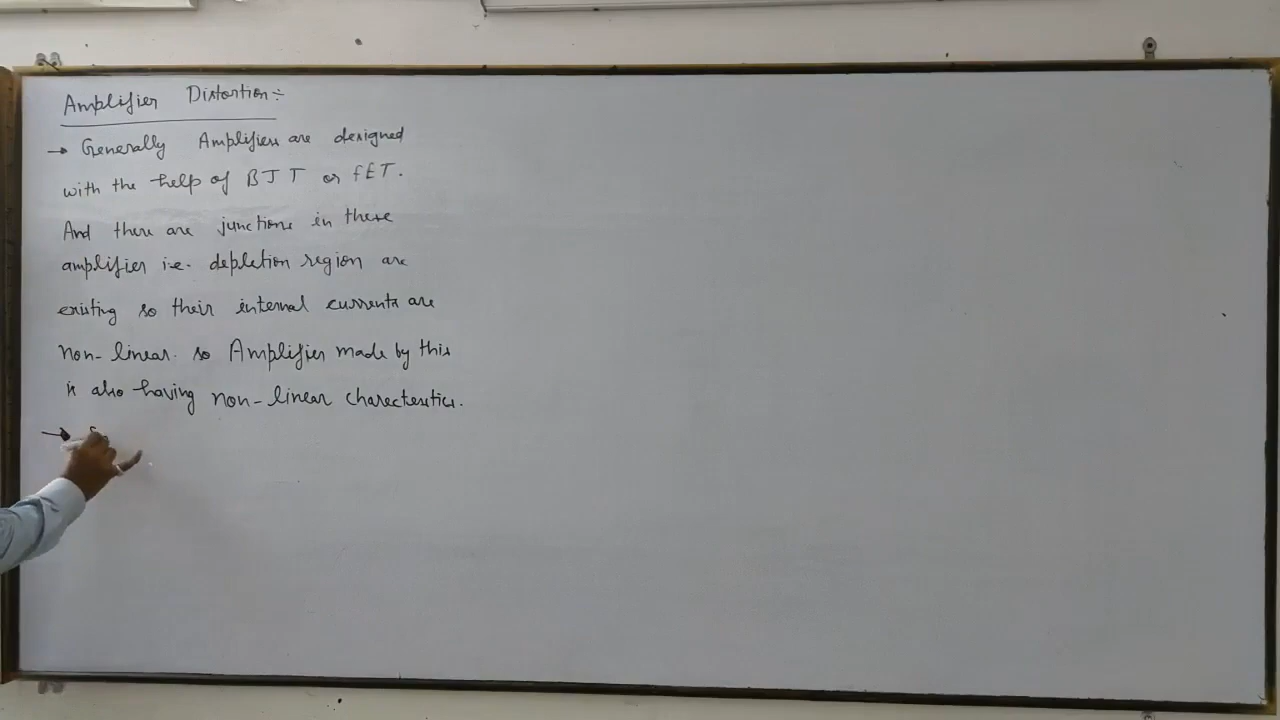 Amplifier Distortion:-
→ Generally Amplifiers are designed
with the help of BJT or FET.
And there are junctions in these
amplifier i.e. depletion region are
existing so their internal currents are
non-linear. so Amplifier made by this
is also having non-linear charecteristics.
→